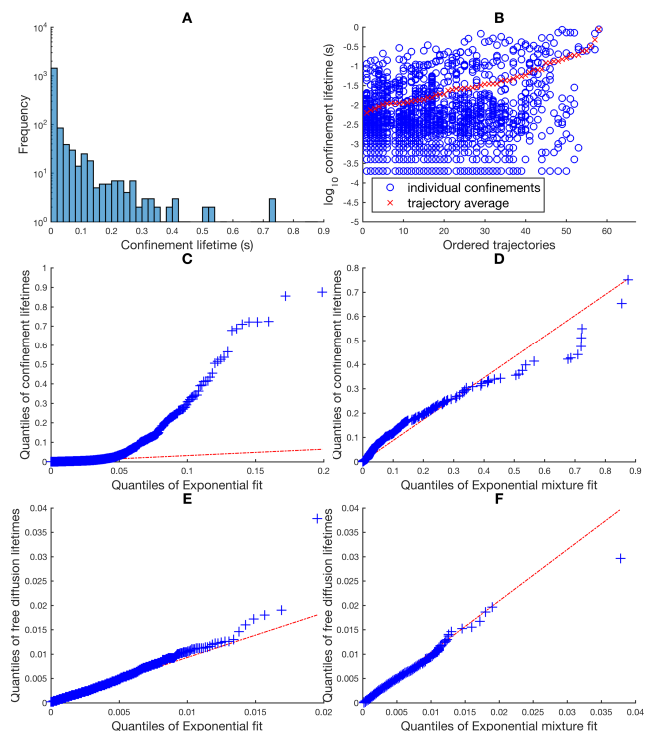 A
10^4
10^3
10^2
10^1
10^0
Frequency
0 0.1 0.2 0.3 0.4 0.5 0.6 0.7 0.8 0.9
Confinement lifetime (s)
B
0
-0.5
-1
-1.5
-2
-2.5
-3
-3.5
-4
-4.5
-5
log10 confinement lifetime (s)
individual confinements
trajectory average
0 10 20 30 40 50 60
Ordered trajectories
C
1
0.9
0.8
0.7
0.6
0.5
0.4
0.3
0.2
0.1
0
Quantiles of confinement lifetimes
0 0.05 0.1 0.15 0.2
Quantiles of Exponential fit
D
0.8
0.7
0.6
0.5
0.4
0.3
0.2
0.1
0
Quantiles of confinement lifetimes
0 0.1 0.2 0.3 0.4 0.5 0.6 0.7 0.8 0.9
Quantiles of Exponential mixture fit
E
0.04
0.035
0.03
0.025
0.02
0.015
0.01
0.005
0
Quantiles of free diffusion lifetimes
0 0.005 0.01 0.015 0.02
Quantiles of Exponential fit
F
0.04
0.035
0.03
0.025
0.02
0.015
0.01
0.005
0
Quantiles of free diffusion lifetimes
0 0.005 0.01 0.015 0.02 0.025 0.03 0.035 0.04
Quantiles of Exponential mixture fit